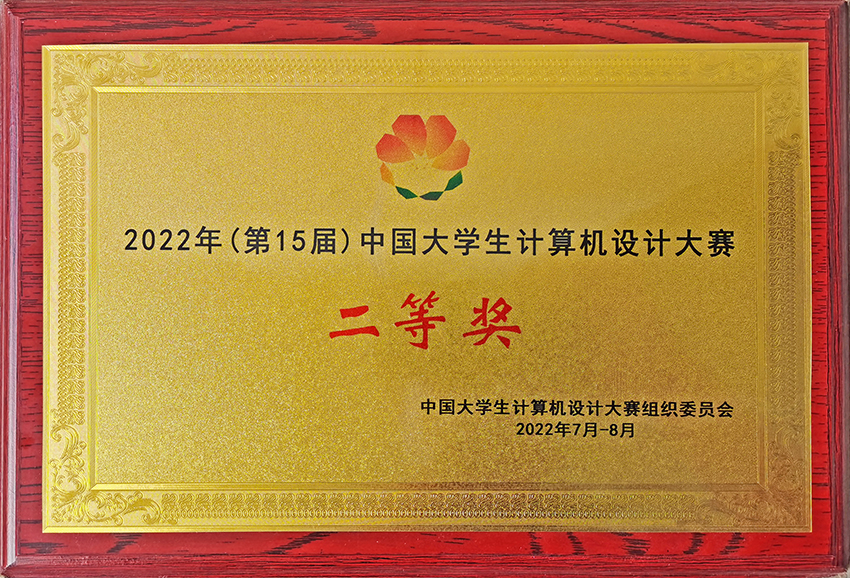 2022年(第15届)中国大学生计算机设计大赛
二等奖
中国大学生计算机设计大赛组织委员会
2022年7月-8月